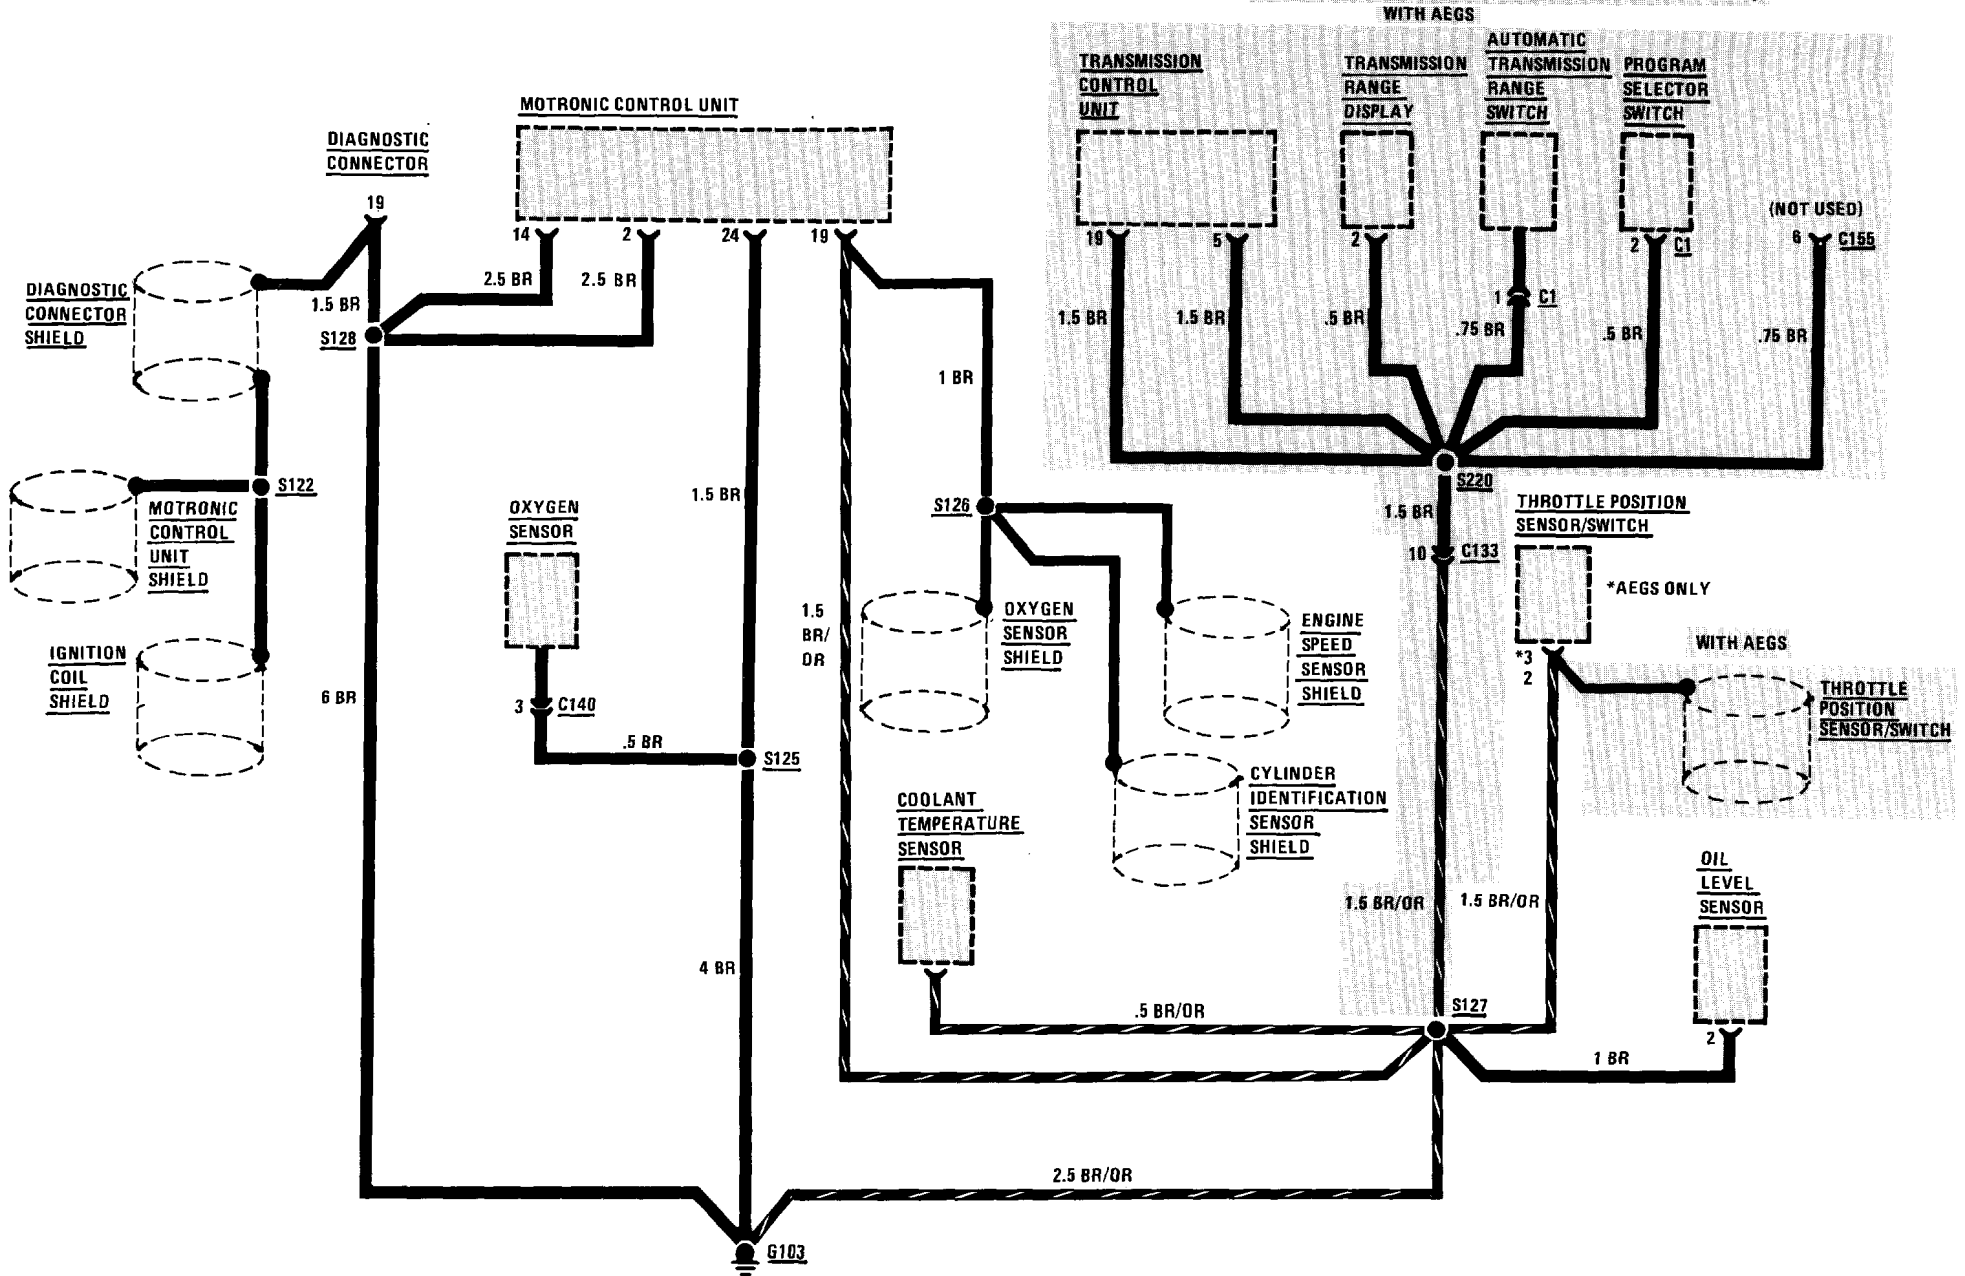 WITH AEGS
TRANSMISSION
CONTROL
UNIT
TRANSMISSION
RANGE
DISPLAY
AUTOMATIC
TRANSMISSION
RANGE
SWITCH
PROGRAM
SELECTOR
SWITCH
MOTRONIC CONTROL UNIT
DIAGNOSTIC
CONNECTOR
19
14
2
24
19
19
5
2
2
C1
(NOT USED)
6
C155
2.5 BR
2.5 BR
1.5 BR
DIAGNOSTIC
CONNECTOR
SHIELD
S128
1
C1
1.5 BR
1.5 BR
.5 BR
.75 BR
.5 BR
.75 BR
1 BR
S122
MOTRONIC
CONTROL
UNIT
SHIELD
1.5 BR
OXYGEN
SENSOR
S126
S220
1.5 BR
10
C133
THROTTLE POSITION
SENSOR/SWITCH
*AEGS ONLY
*3
2
WITH AEGS
THROTTLE
POSITION
SENSOR/SWITCH
1.5
BR/
OR
OXYGEN
SENSOR
SHIELD
ENGINE
SPEED
SENSOR
SHIELD
IGNITION
COIL
SHIELD
6 BR
3
C140
.5 BR
S125
CYLINDER
IDENTIFICATION
SENSOR
SHIELD
COOLANT
TEMPERATURE
SENSOR
OIL
LEVEL
SENSOR
1.5 BR/OR
1.5 BR/OR
4 BR
.5 BR/OR
S127
2
1 BR
2.5 BR/OR
G103